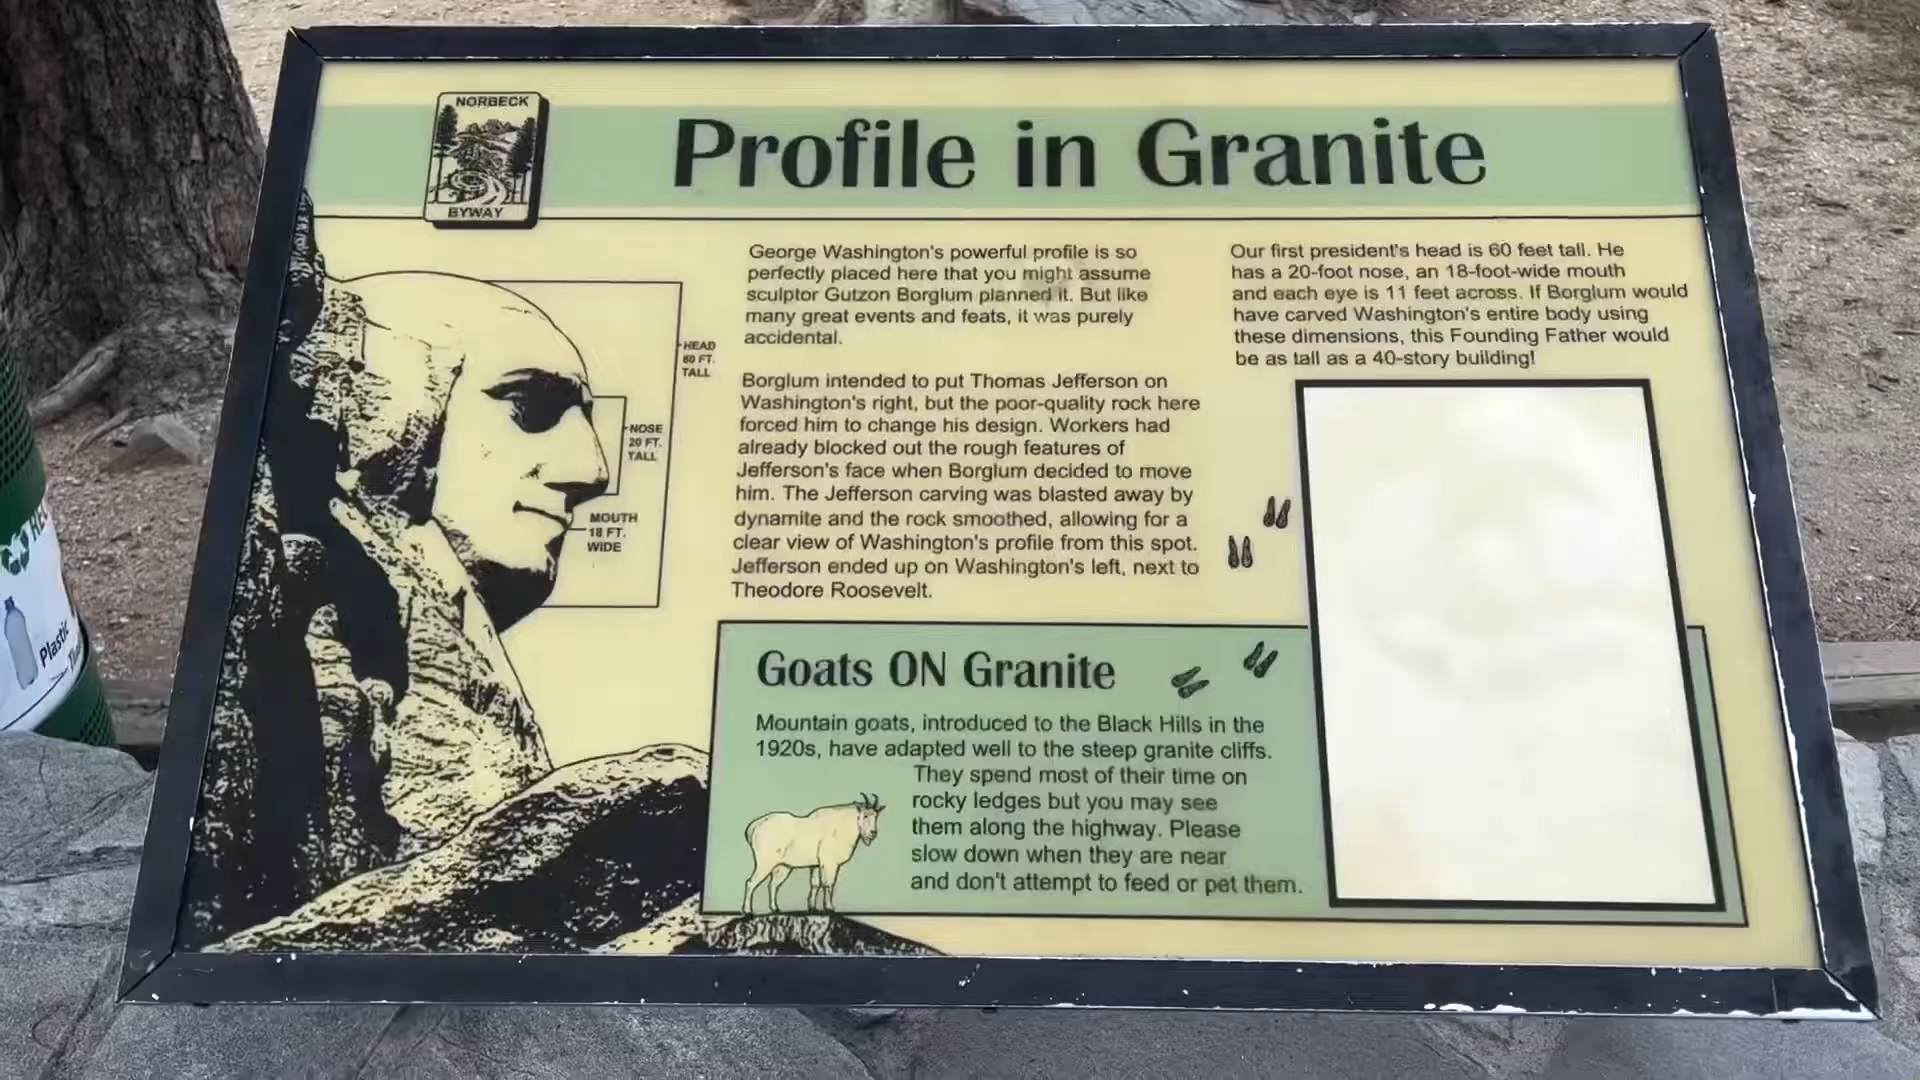 NORBECK
BYWAY
Profile in Granite
HEAD
60 FT.
TALL
NOSE
20 FT.
TALL
MOUTH
18 FT.
WIDE
George Washington's powerful profile is so
perfectly placed here that you might assume
sculptor Gutzon Borglum planned it. But like
many great events and feats, it was purely
accidental.
Borglum intended to put Thomas Jefferson on
Washington's right, but the poor-quality rock here
forced him to change his design. Workers had
already blocked out the rough features of
Jefferson's face when Borglum decided to move
him. The Jefferson carving was blasted away by
dynamite and the rock smoothed, allowing for a
clear view of Washington's profile from this spot.
Jefferson ended up on Washington's left, next to
Theodore Roosevelt.
Our first president's head is 60 feet tall. He
has a 20-foot nose, an 18-foot-wide mouth
and each eye is 11 feet across. If Borglum would
have carved Washington's entire body using
these dimensions, this Founding Father would
be as tall as a 40-story building!
Goats ON Granite
Mountain goats, introduced to the Black Hills in the
1920s, have adapted well to the steep granite cliffs.
They spend most of their time on
rocky ledges but you may see
them along the highway. Please
slow down when they are near
and don't attempt to feed or pet them.
Plastic